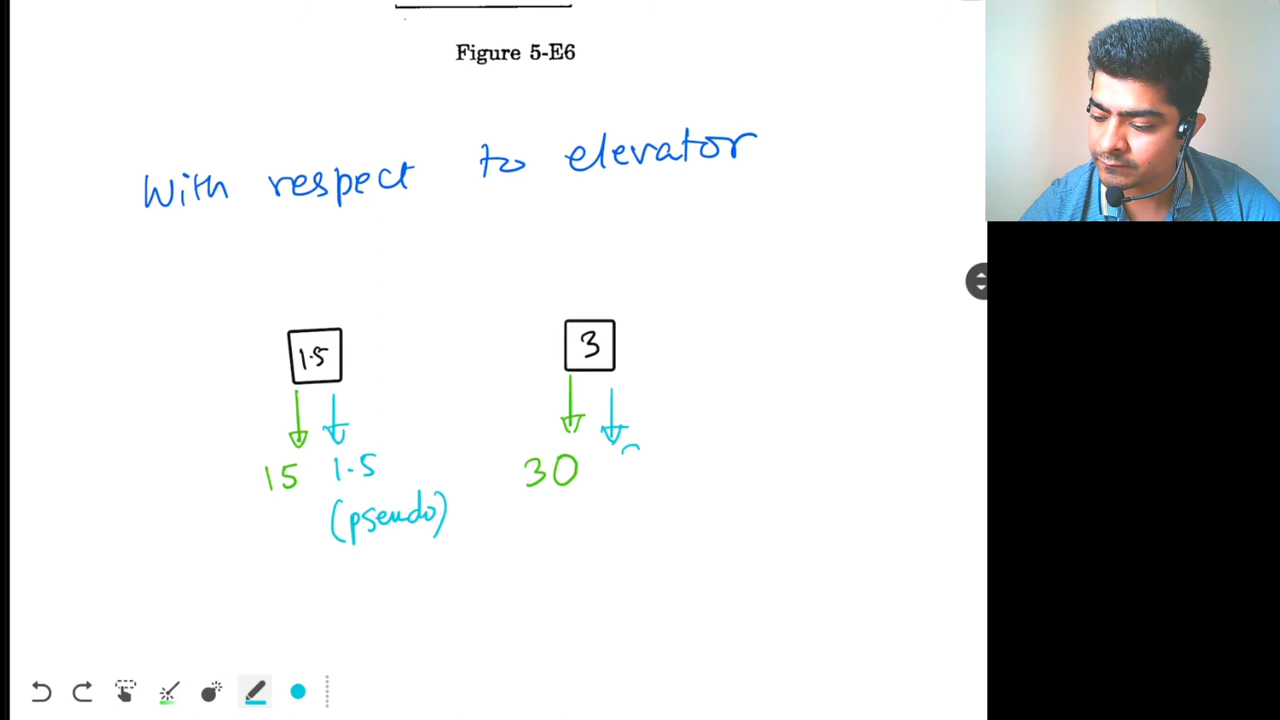 Figure 5-E6
With respect to elevator
1.5
3
15 1.5
30
(pseudo)